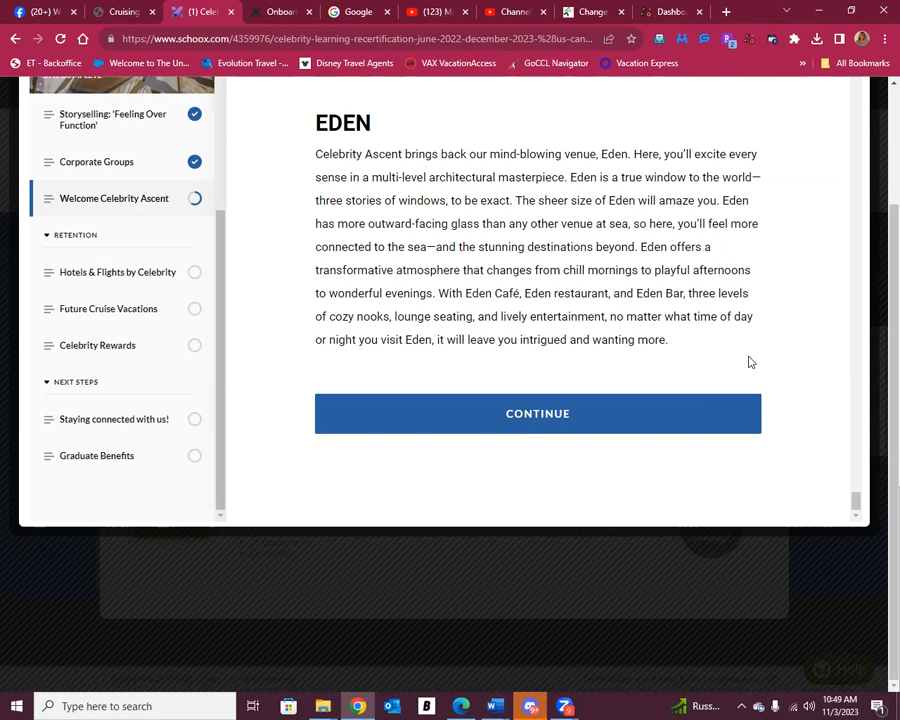 (20+) W
Cruising
(1) Cele
Onboar
Google
(123) M
Channel
Change
Dashbo
https://www.schoox.com/4359976/celebrity-learning-recertification-june-2022-december-2023-%28us-can...
ET - Backoffice
Welcome to The Un...
Evolution Travel -...
Disney Travel Agents
VAX VacationAccess
GoCCL Navigator
Vacation Express
»
All Bookmarks
Storyselling: 'Feeling Over
Function'
Corporate Groups
Welcome Celebrity Ascent
RETENTION
Hotels & Flights by Celebrity
Future Cruise Vacations
Celebrity Rewards
NEXT STEPS
Staying connected with us!
Graduate Benefits
EDEN
Celebrity Ascent brings back our mind-blowing venue, Eden. Here, you'll excite every
sense in a multi-level architectural masterpiece. Eden is a true window to the world—
three stories of windows, to be exact. The sheer size of Eden will amaze you. Eden
has more outward-facing glass than any other venue at sea, so here, you'll feel more
connected to the sea—and the stunning destinations beyond. Eden offers a
transformative atmosphere that changes from chill mornings to playful afternoons
to wonderful evenings. With Eden Café, Eden restaurant, and Eden Bar, three levels
of cozy nooks, lounge seating, and lively entertainment, no matter what time of day
or night you visit Eden, it will leave you intrigued and wanting more.
CONTINUE
Help
Type here to search
Russ...
10:49 AM
11/3/2023